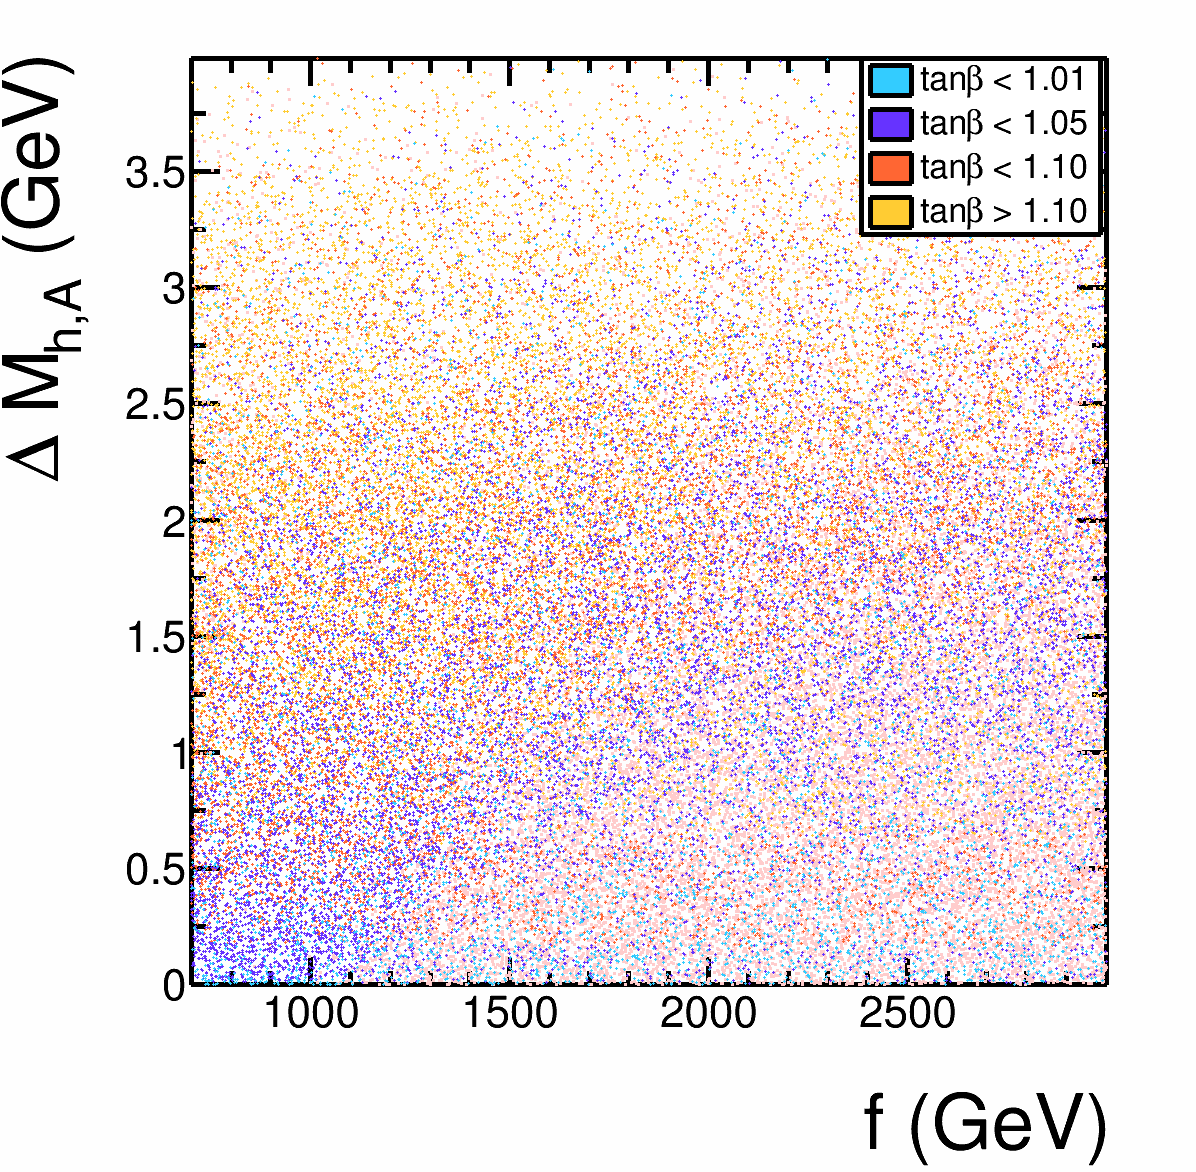 Δ M h,A (GeV)
3.5
3
2.5
2
1.5
1
0.5
0
tanβ < 1.01
tanβ < 1.05
tanβ < 1.10
tanβ > 1.10
1000 1500 2000 2500
f (GeV)